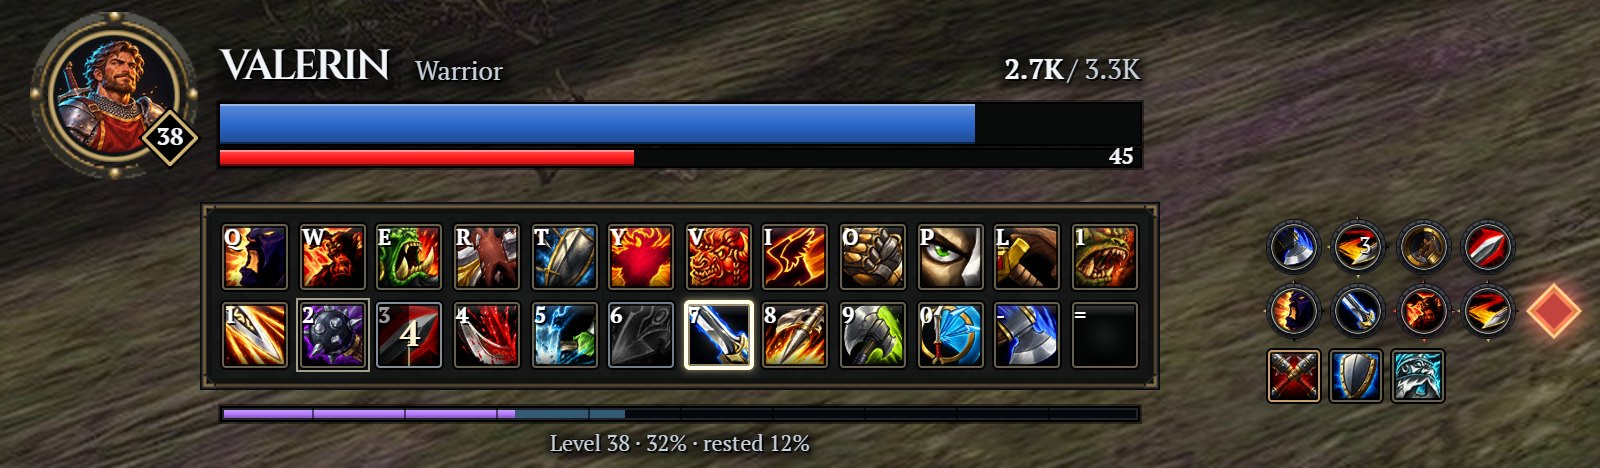 VALERIN Warrior 2.7K / 3.3K
38
45
Q W E R T Y V I O P L 1
1 2 3 4 4 5 6 7 8 9 0 - =
3
Level 38 · 32% · rested 12%